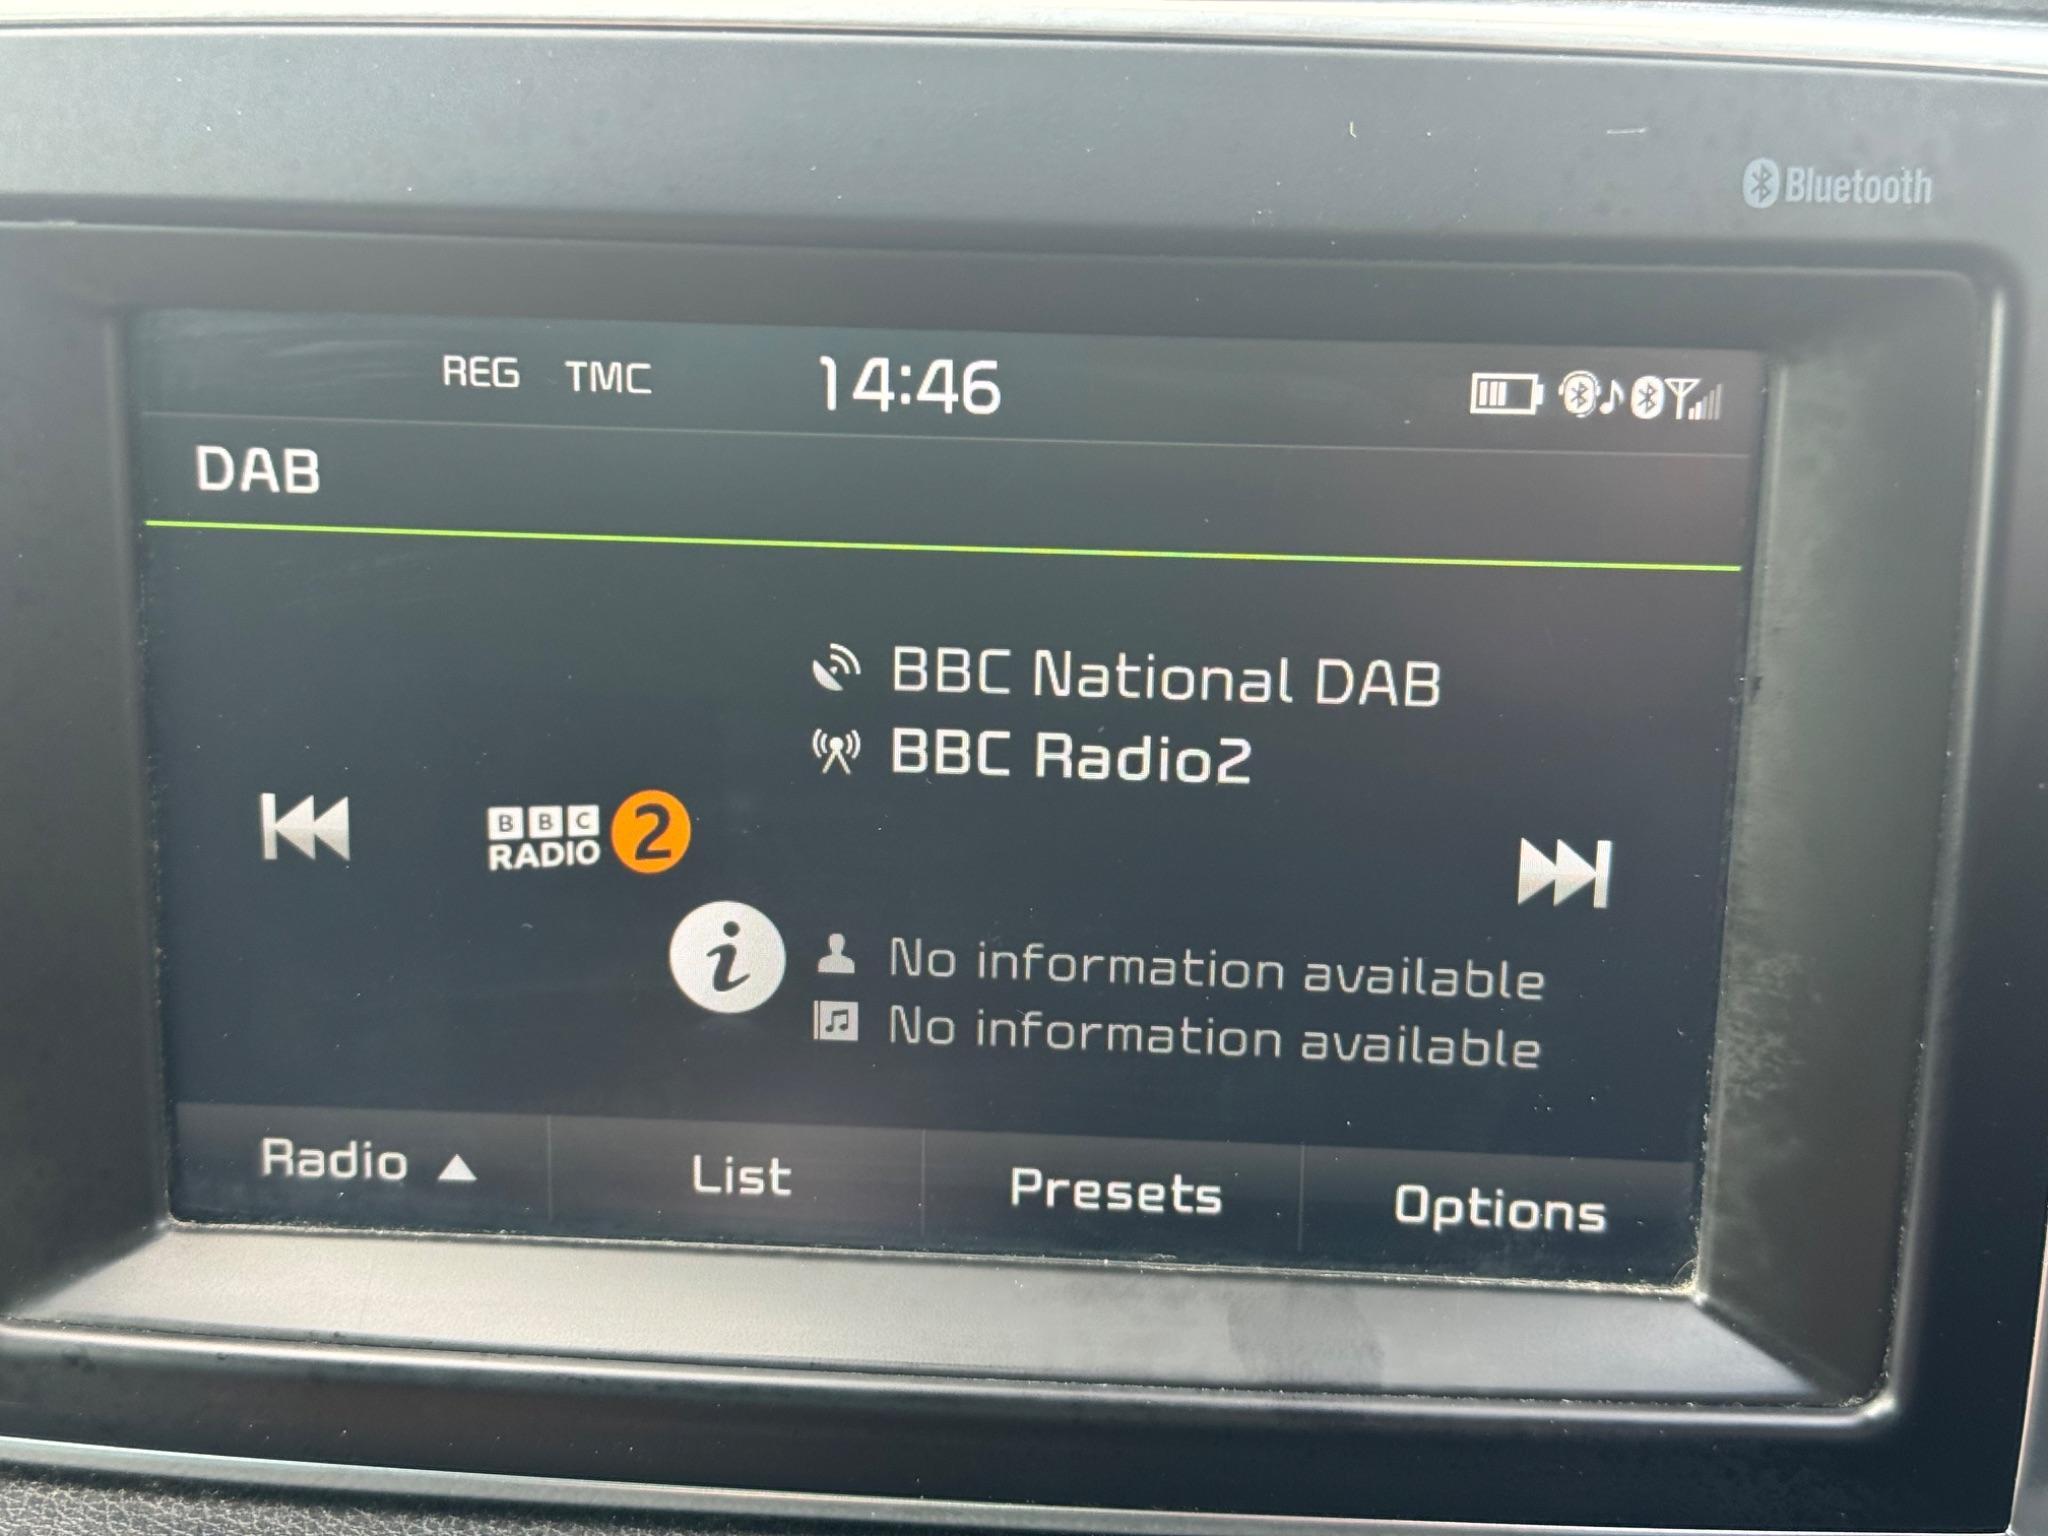 Bluetooth
REG TMC 14:46
DAB
BBC National DAB
BBC Radio2
BBC
RADIO 2
i
No information available
No information available
Radio ▲ List Presets Options